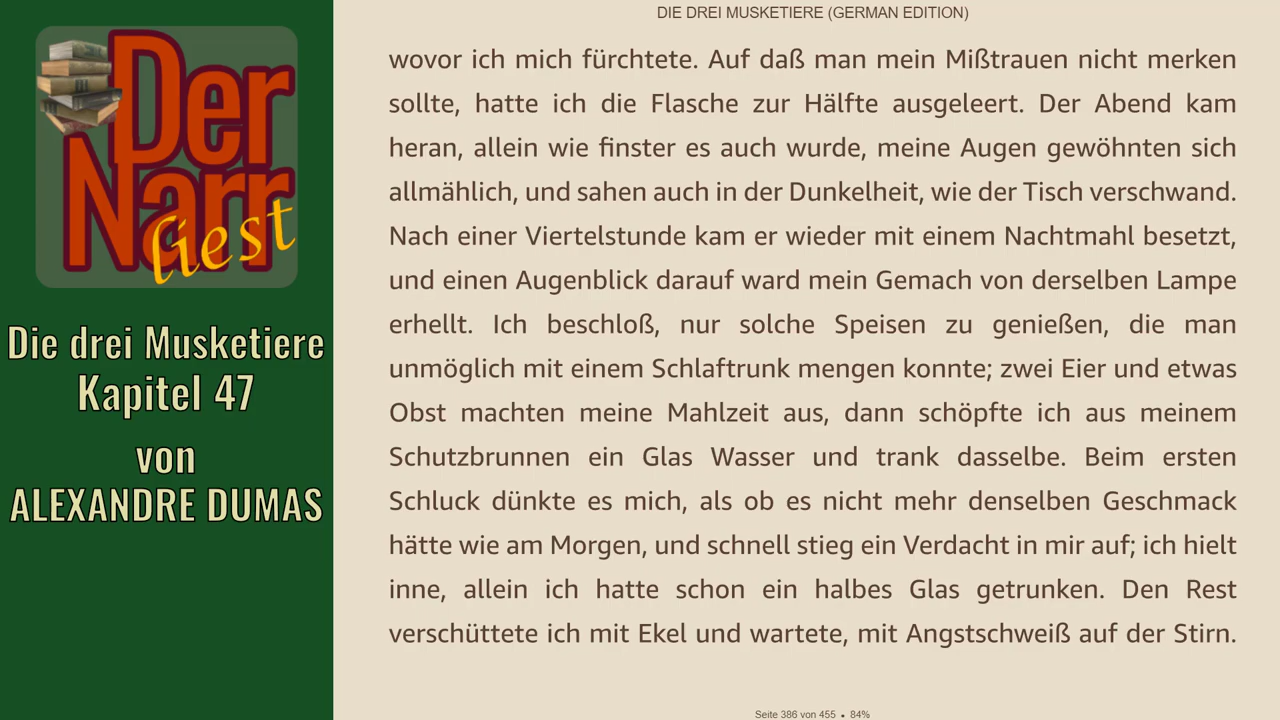 Der
Narr
liest
Die drei Musketiere
Kapitel 47
von
ALEXANDRE DUMAS
DIE DREI MUSKETIERE (GERMAN EDITION)
wovor ich mich fürchtete. Auf daß man mein Mißtrauen nicht merken
sollte, hatte ich die Flasche zur Hälfte ausgeleert. Der Abend kam
heran, allein wie finster es auch wurde, meine Augen gewöhnten sich
allmählich, und sahen auch in der Dunkelheit, wie der Tisch verschwand.
Nach einer Viertelstunde kam er wieder mit einem Nachtmahl besetzt,
und einen Augenblick darauf ward mein Gemach von derselben Lampe
erhellt. Ich beschloß, nur solche Speisen zu genießen, die man
unmöglich mit einem Schlaftrunk mengen konnte; zwei Eier und etwas
Obst machten meine Mahlzeit aus, dann schöpfte ich aus meinem
Schutzbrunnen ein Glas Wasser und trank dasselbe. Beim ersten
Schluck dünkte es mich, als ob es nicht mehr denselben Geschmack
hätte wie am Morgen, und schnell stieg ein Verdacht in mir auf; ich hielt
inne, allein ich hatte schon ein halbes Glas getrunken. Den Rest
verschüttete ich mit Ekel und wartete, mit Angstschweiß auf der Stirn.
Seite 386 von 455 • 84%